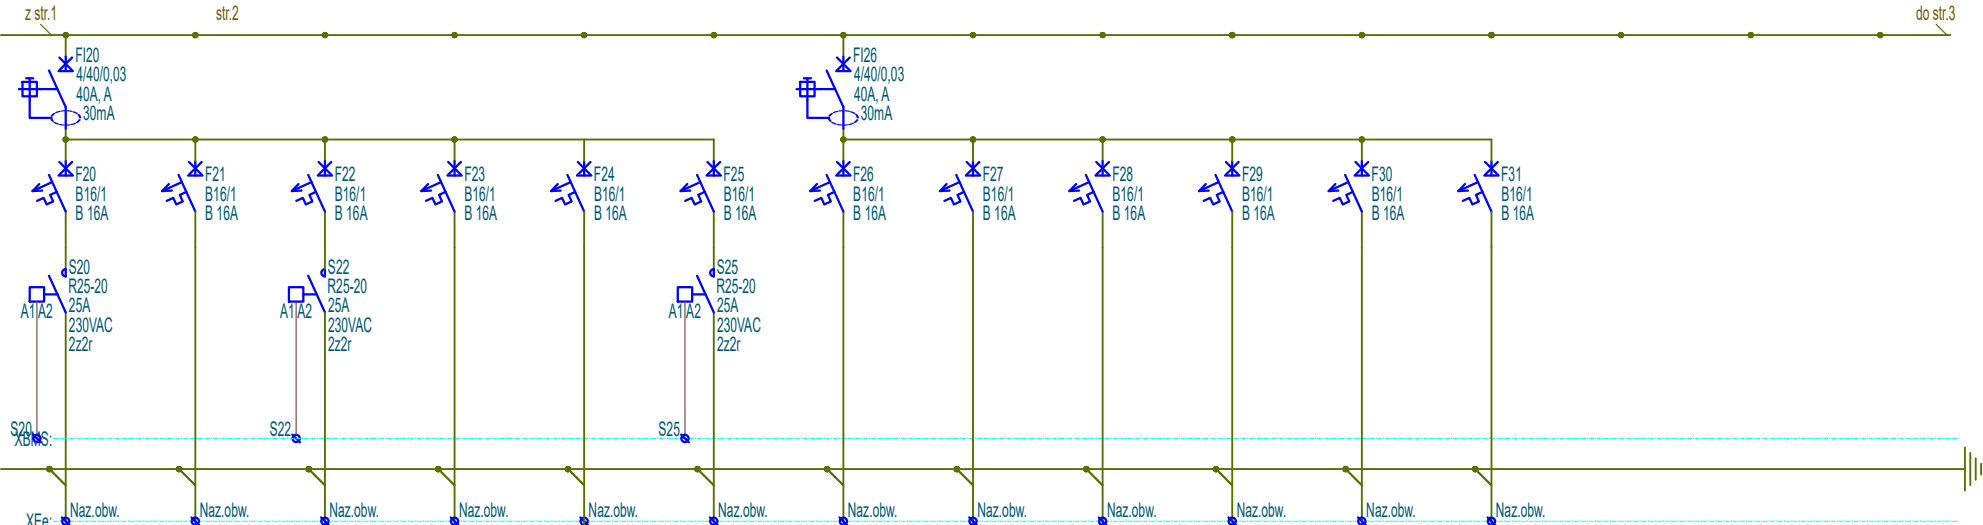 z str.1
str.2
do str.3
FI20
4/40/0,03
40A, A
30mA
FI26
4/40/0,03
40A, A
30mA
F20
B16/1
B 16A
F21
B16/1
B 16A
F22
B16/1
B 16A
F23
B16/1
B 16A
F24
B16/1
B 16A
F25
B16/1
B 16A
F26
B16/1
B 16A
F27
B16/1
B 16A
F28
B16/1
B 16A
F29
B16/1
B 16A
F30
B16/1
B 16A
F31
B16/1
B 16A
S20
R25-20
25A
230VAC
2z2r
A1 A2
S22
R25-20
25A
230VAC
2z2r
A1 A2
S25
R25-20
25A
230VAC
2z2r
A1 A2
S20
XBMS:
S22
S25
XEe:
Naz.obw.
Naz.obw.
Naz.obw.
Naz.obw.
Naz.obw.
Naz.obw.
Naz.obw.
Naz.obw.
Naz.obw.
Naz.obw.
Naz.obw.
Naz.obw.